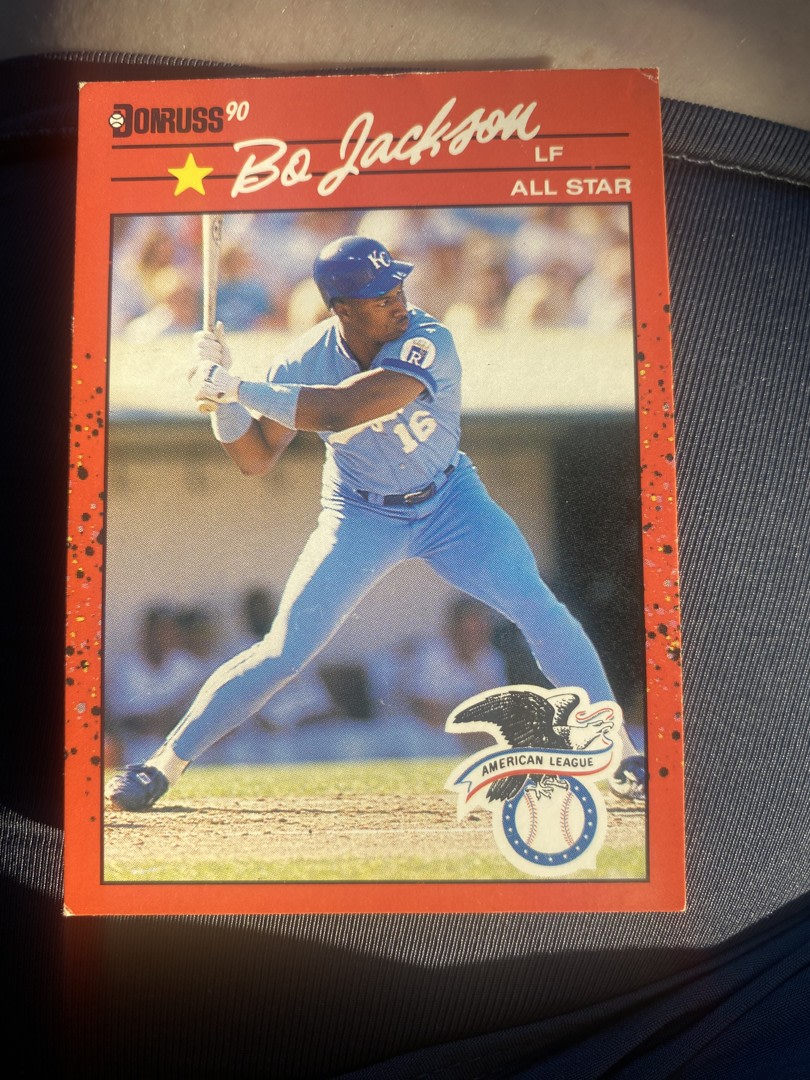 DONRUSS '90
Bo Jackson
LF
ALL STAR
KC
R
16
AMERICAN LEAGUE